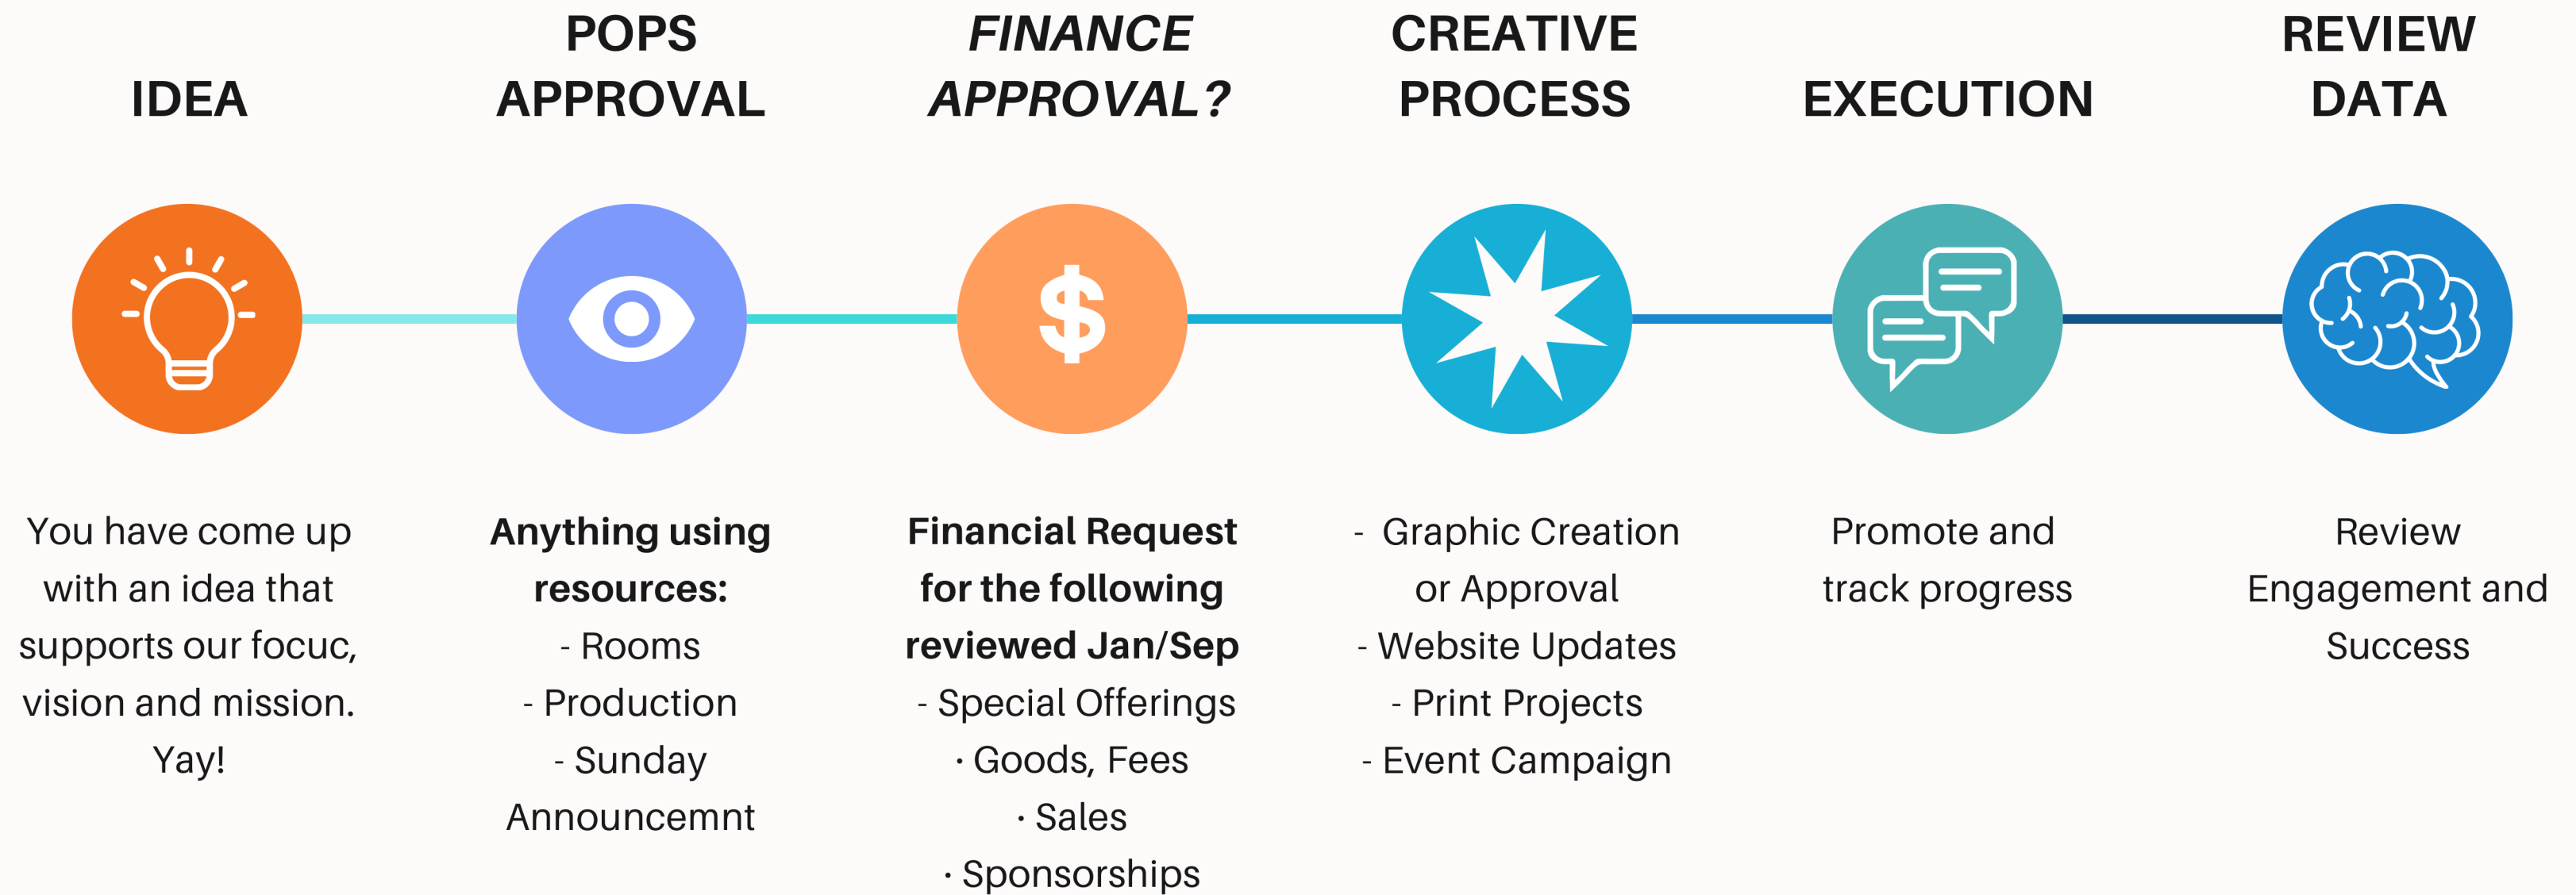 IDEA
POPS
APPROVAL
FINANCE
APPROVAL?
CREATIVE
PROCESS
EXECUTION
REVIEW
DATA
$
You have come up
with an idea that
supports our focuc,
vision and mission.
Yay!
Anything using
resources:
- Rooms
- Production
- Sunday
Announcemnt
Financial Request
for the following
reviewed Jan/Sep
- Special Offerings
· Goods, Fees
· Sales
· Sponsorships
- Graphic Creation
or Approval
- Website Updates
- Print Projects
- Event Campaign
Promote and
track progress
Review
Engagement and
Success